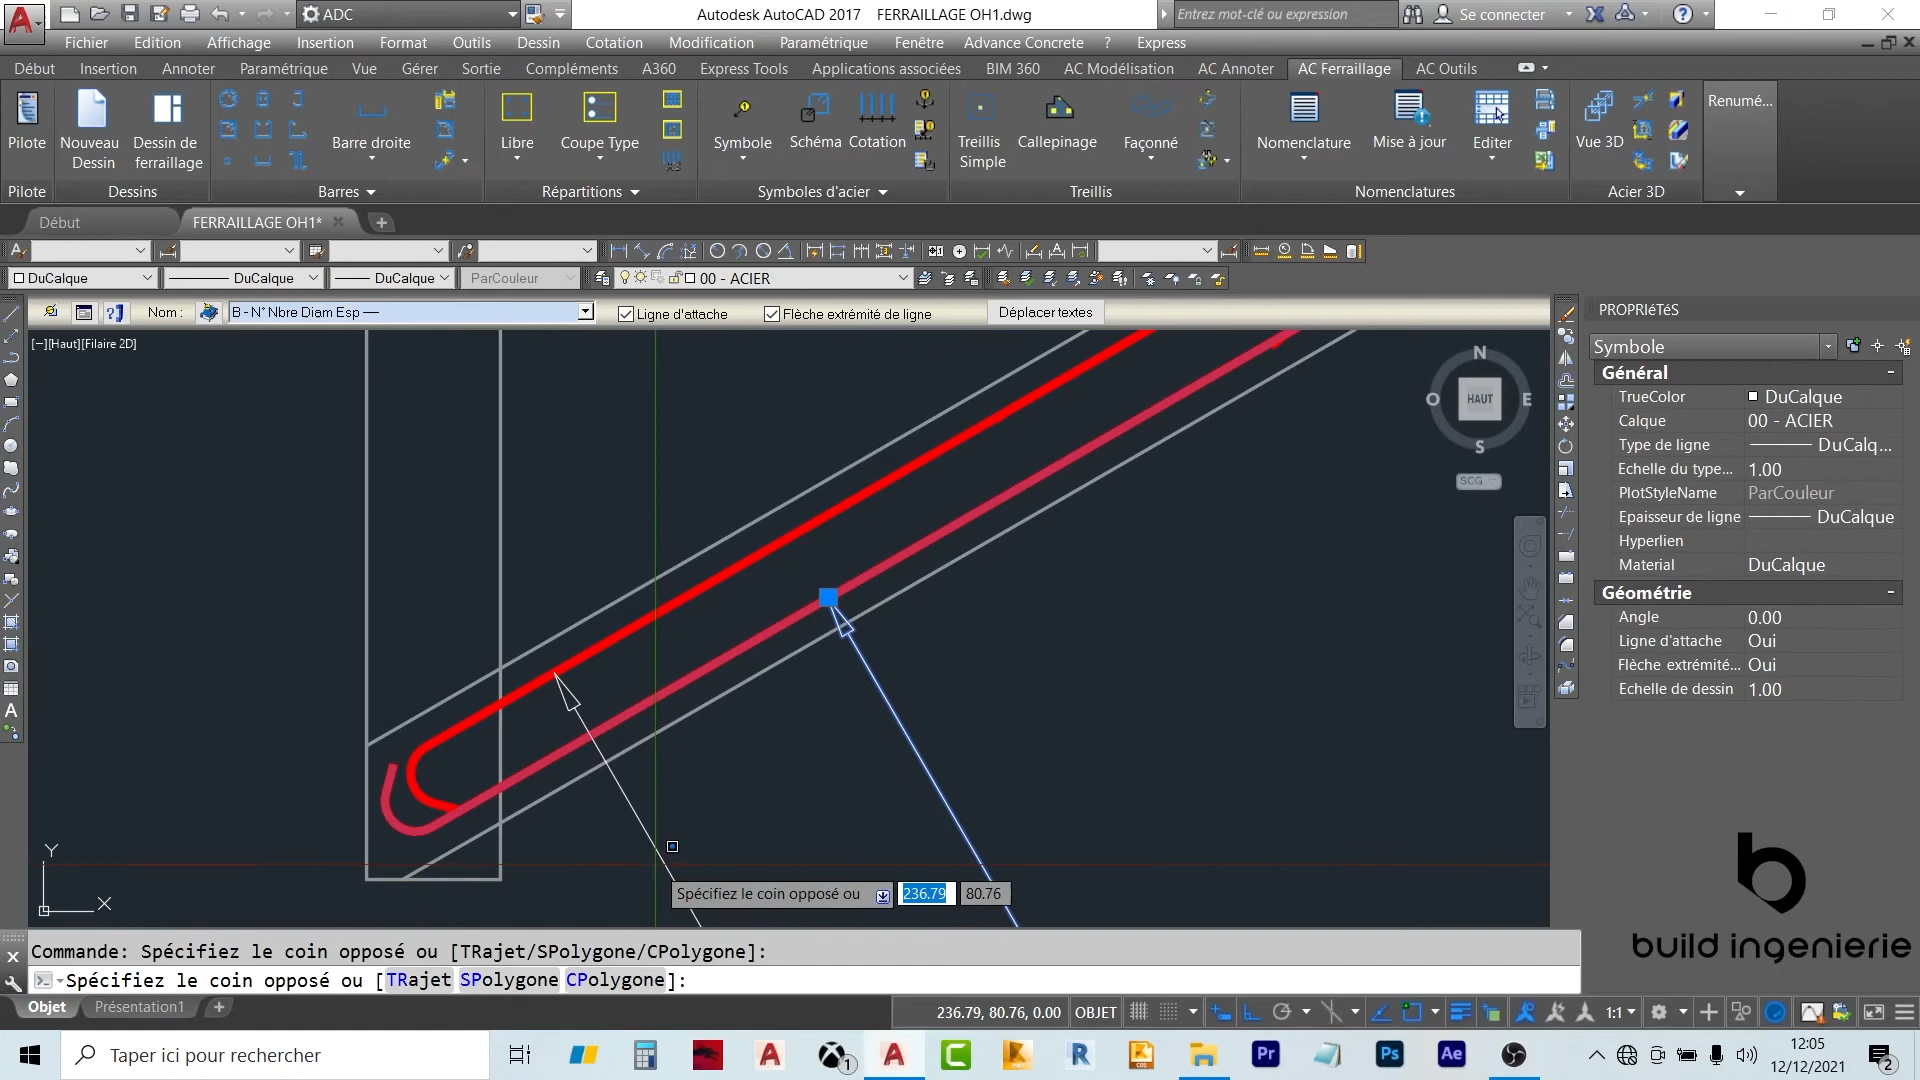 ADC
Autodesk AutoCAD 2017    FERRAILLAGE OH1.dwg
Entrez mot-clé ou expression
Se connecter
Fichier Edition Affichage Insertion Format Outils Dessin Cotation Modification Paramétrique Fenêtre Advance Concrete ? Express
Début Insertion Annoter Paramétrique Vue Gérer Sortie Compléments A360 Express Tools Applications associées BIM 360 AC Modélisation AC Annoter AC Ferraillage AC Outils
Renumé...
Pilote Nouveau Dessin Dessin de ferraillage Barre droite Libre Coupe Type Symbole Schéma Cotation Treillis Simple Callepinage Façonné Nomenclature Mise à jour Editer Vue 3D
Pilote Dessins Barres Répartitions Symboles d'acier Treillis Nomenclatures Acier 3D
Début FERRAILLAGE OH1*
DuCalque DuCalque DuCalque ParCouleur 00 - ACIER
Nom : B - N° Nbre Diam Esp Ligne d'attache Flèche extrémité de ligne Déplacer textes
[−][Haut][Filaire 2D]
N
O HAUT E
S
SCG
PROPRIéTéS
Symbole
Général
TrueColor DuCalque
Calque 00 - ACIER
Type de ligne DuCalq...
Echelle du type... 1.00
PlotStyleName ParCouleur
Epaisseur de ligne DuCalque
Hyperlien
Material DuCalque
Géométrie
Angle 0.00
Ligne d'attache Oui
Flèche extrémité... Oui
Echelle de dessin 1.00
Y
X
Spécifiez le coin opposé ou 236.79 80.76
build ingenierie
Commande: Spécifiez le coin opposé ou [TRajet/SPolygone/CPolygone]:
Spécifiez le coin opposé ou [TRajet SPolygone CPolygone]:
Objet Présentation1
236.79, 80.76, 0.00 OBJET 1:1
Taper ici pour rechercher
1
Pr Ps Ae
12:05
12/12/2021
2